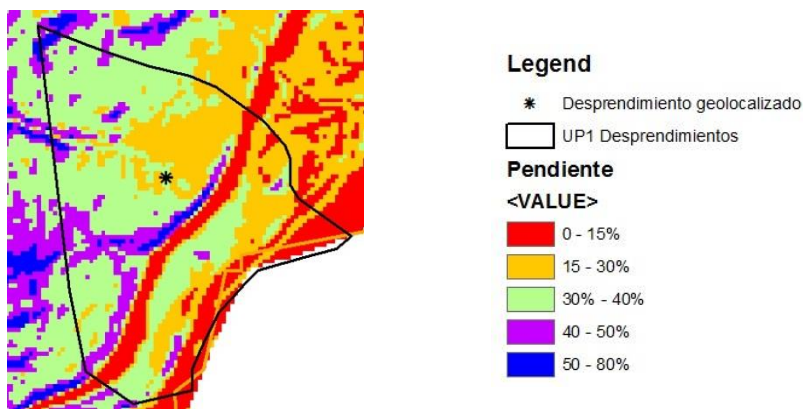 Legend
Desprendimiento geolocalizado
UP1 Desprendimientos
Pendiente
<VALUE>
0 - 15%
15 - 30%
30% - 40%
40 - 50%
50 - 80%